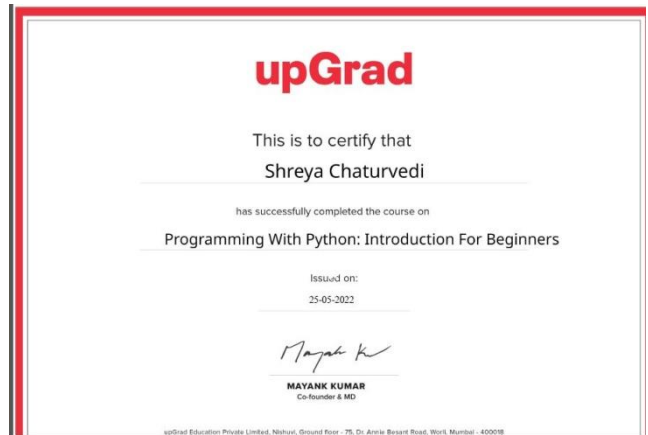 upGrad
This is to certify that
Shreya Chaturvedi
has successfully completed the course on
Programming With Python: Introduction For Beginners
Issued on:
25-05-2022
Mayank Ku
MAYANK KUMAR
Co-founder & MD
upGrad Education Private Limited, Nishuvi, Ground floor - 75, Dr. Annie Besant Road, Worli, Mumbai - 400018